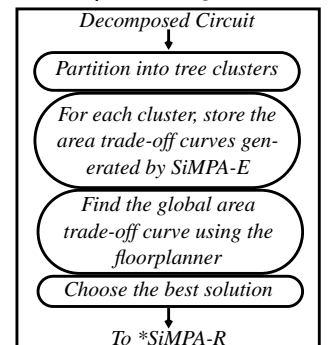 Decomposed Circuit
Partition into tree clusters
For each cluster, store the
area trade-off curves gen-
erated by SiMPA-E
Find the global area
trade-off curve using the
floorplanner
Choose the best solution
To *SiMPA-R